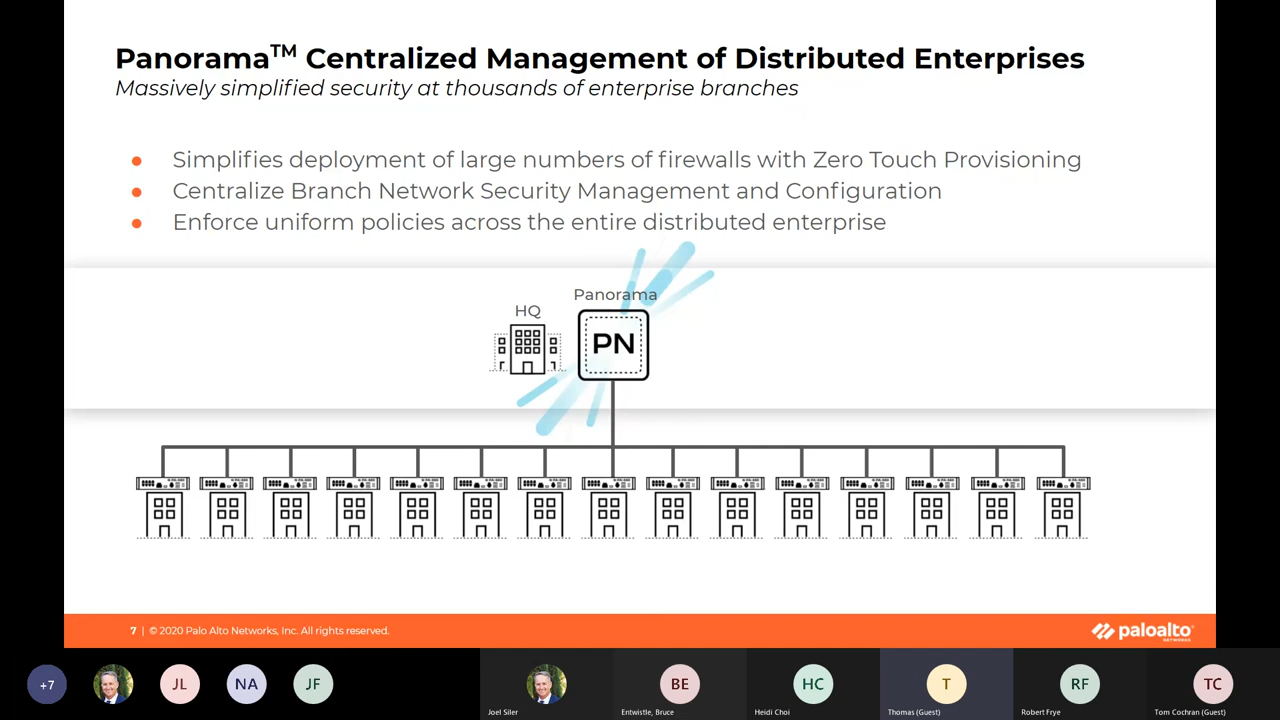 Panorama™ Centralized Management of Distributed Enterprises
Massively simplified security at thousands of enterprise branches
● Simplifies deployment of large numbers of firewalls with Zero Touch Provisioning
● Centralize Branch Network Security Management and Configuration
● Enforce uniform policies across the entire distributed enterprise
Panorama
HQ
PN
7 | © 2020 Palo Alto Networks, Inc. All rights reserved.
paloalto
NETWORKS
+7
JL
NA
JF
BE
HC
T
RF
TC
Joel Siler
Entwistle, Bruce
Heidi Choi
Thomas (Guest)
Robert Frye
Tom Cochran (Guest)